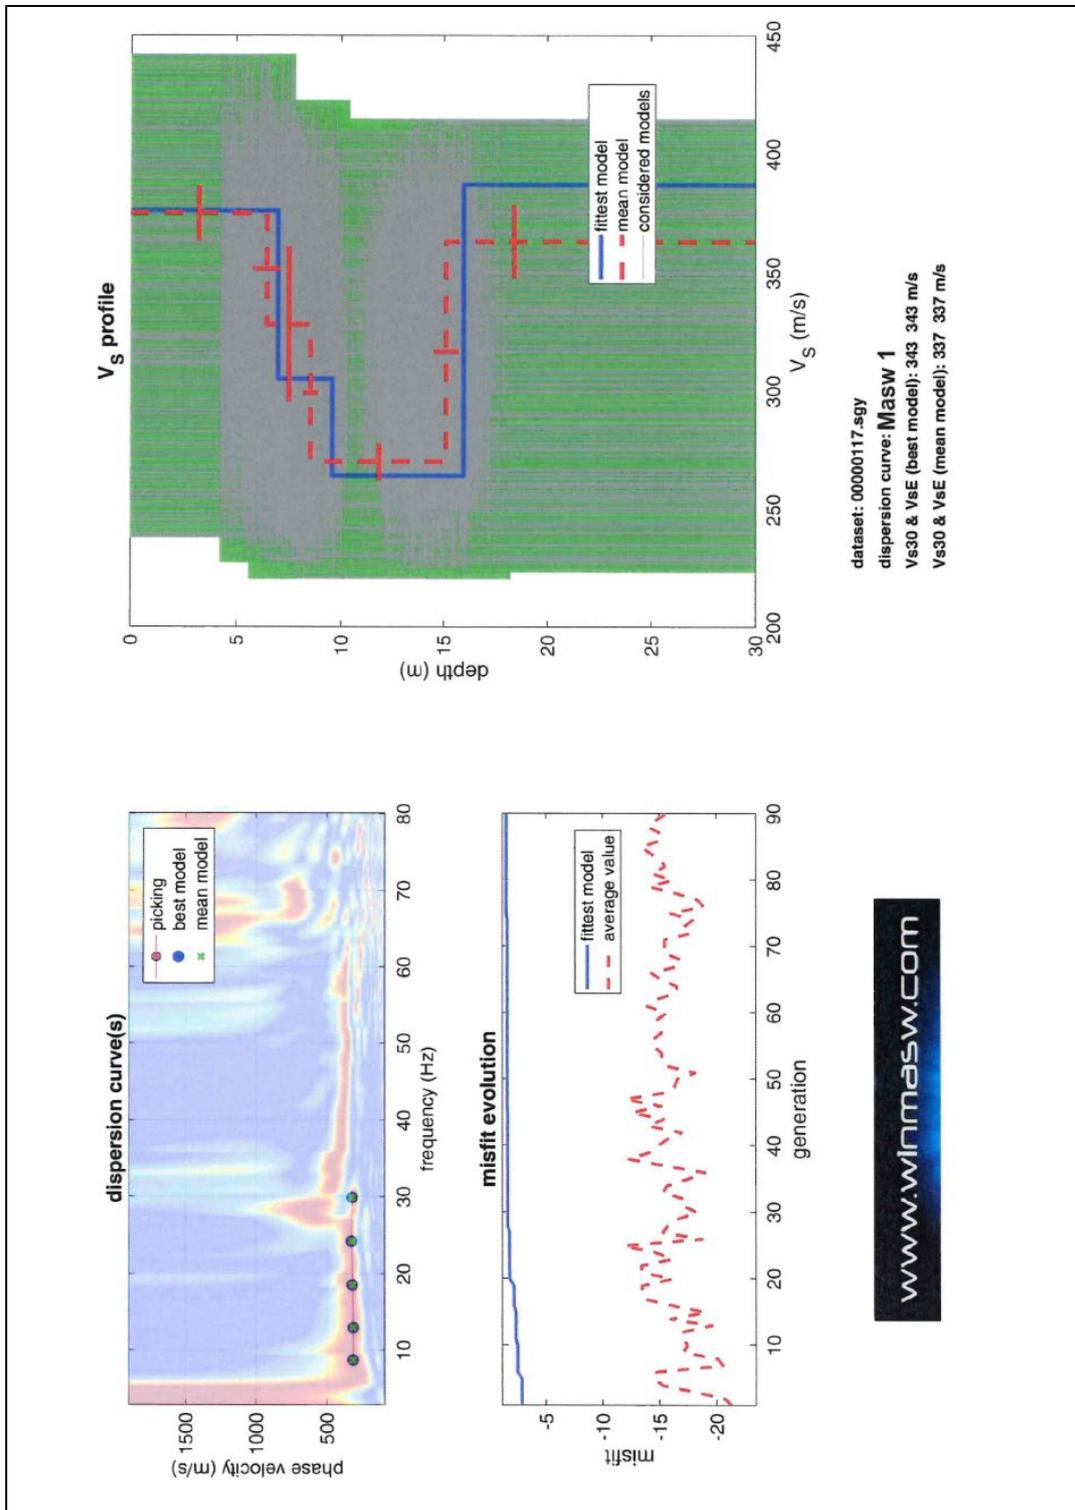 dispersion curve(s)
picking
best model
mean model
1500
1000
500
phase velocity (m/s)
10
20
30
40
50
60
70
80
frequency (Hz)
misfit evolution
fittest model
average value
-5
-10
-15
-20
misfit
10
20
30
40
50
60
70
80
90
generation
www.winmasw.com
VS profile
0
5
10
15
20
25
30
depth (m)
fittest model
mean model
considered models
200
250
300
350
400
450
VS (m/s)
dataset: 00000117.sgy
dispersion curve: Masw 1
Vs30 & VsE (best model): 343 343 m/s
Vs30 & VsE (mean model): 337 337 m/s